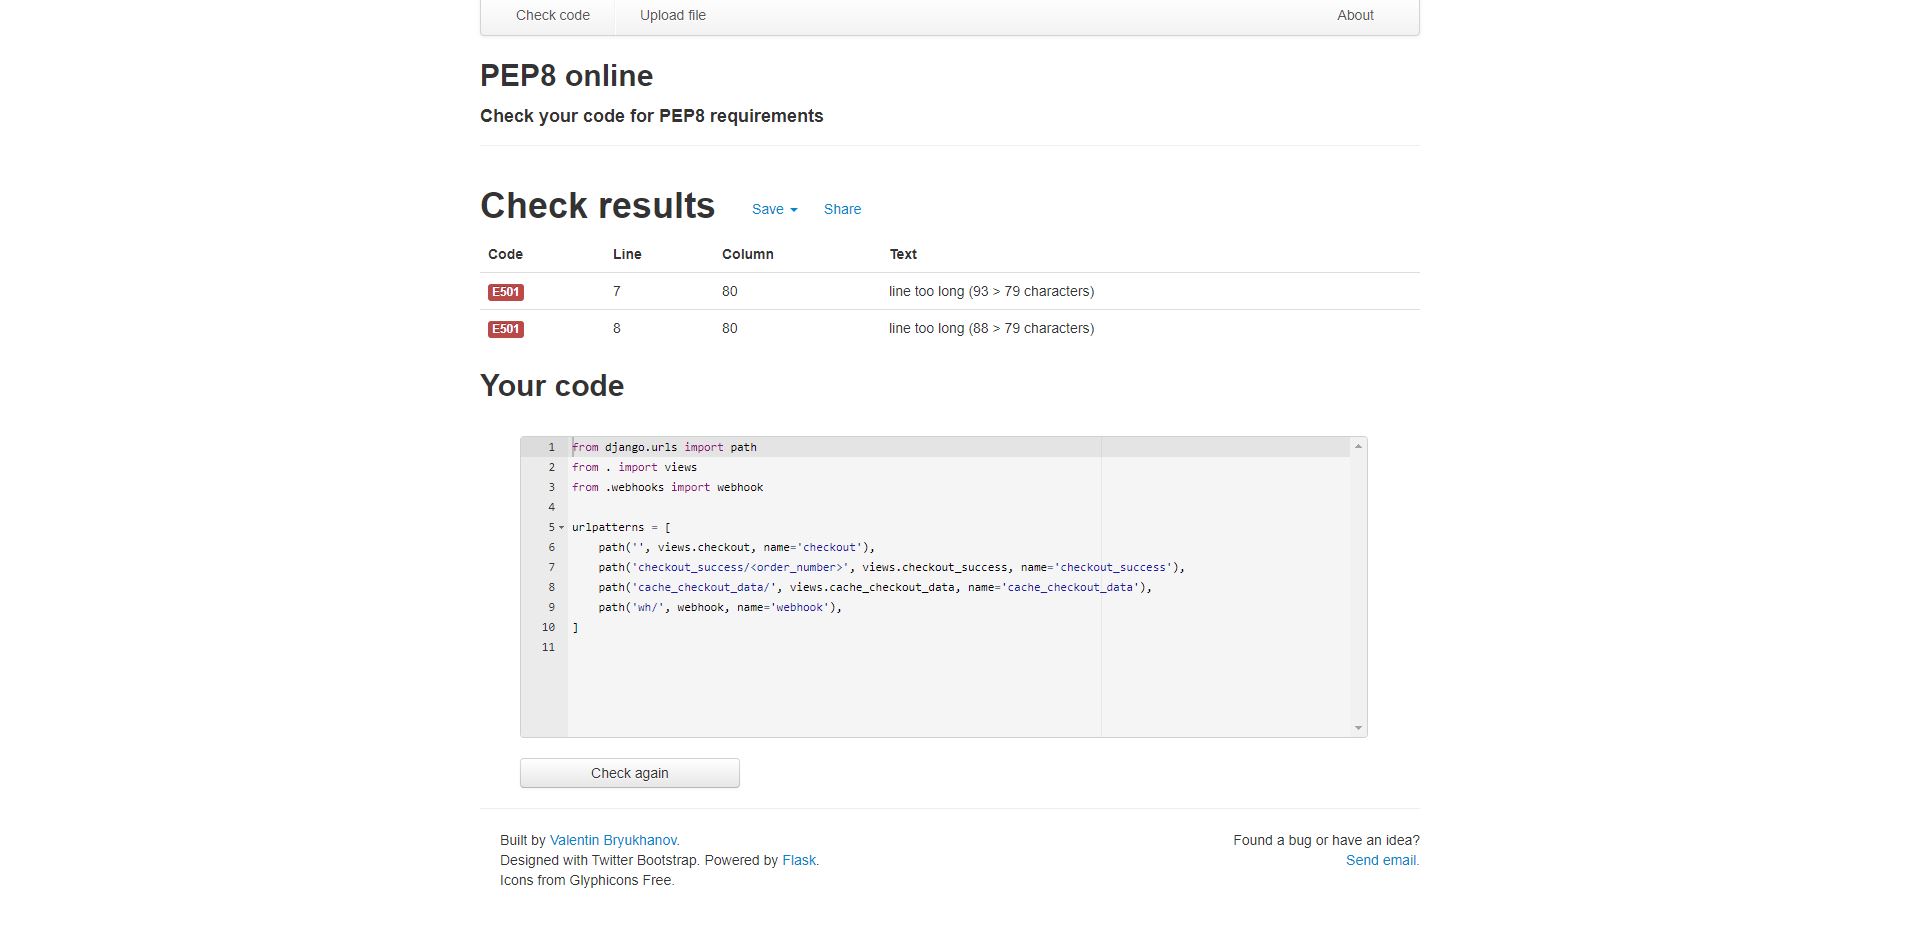 Check code Upload file About
PEP8 online
Check your code for PEP8 requirements
Check results Save Share
Code Line Column Text
E501 7 80 line too long (93 > 79 characters)
E501 8 80 line too long (88 > 79 characters)
Your code
1 from django.urls import path
2 from . import views
3 from .webhooks import webhook
4
5 urlpatterns = [
6     path('', views.checkout, name='checkout'),
7     path('checkout_success/<order_number>', views.checkout_success, name='checkout_success'),
8     path('cache_checkout_data/', views.cache_checkout_data, name='cache_checkout_data'),
9     path('wh/', webhook, name='webhook'),
10 ]
11
Check again
Built by Valentin Bryukhanov. Found a bug or have an idea?
Designed with Twitter Bootstrap. Powered by Flask. Send email.
Icons from Glyphicons Free.